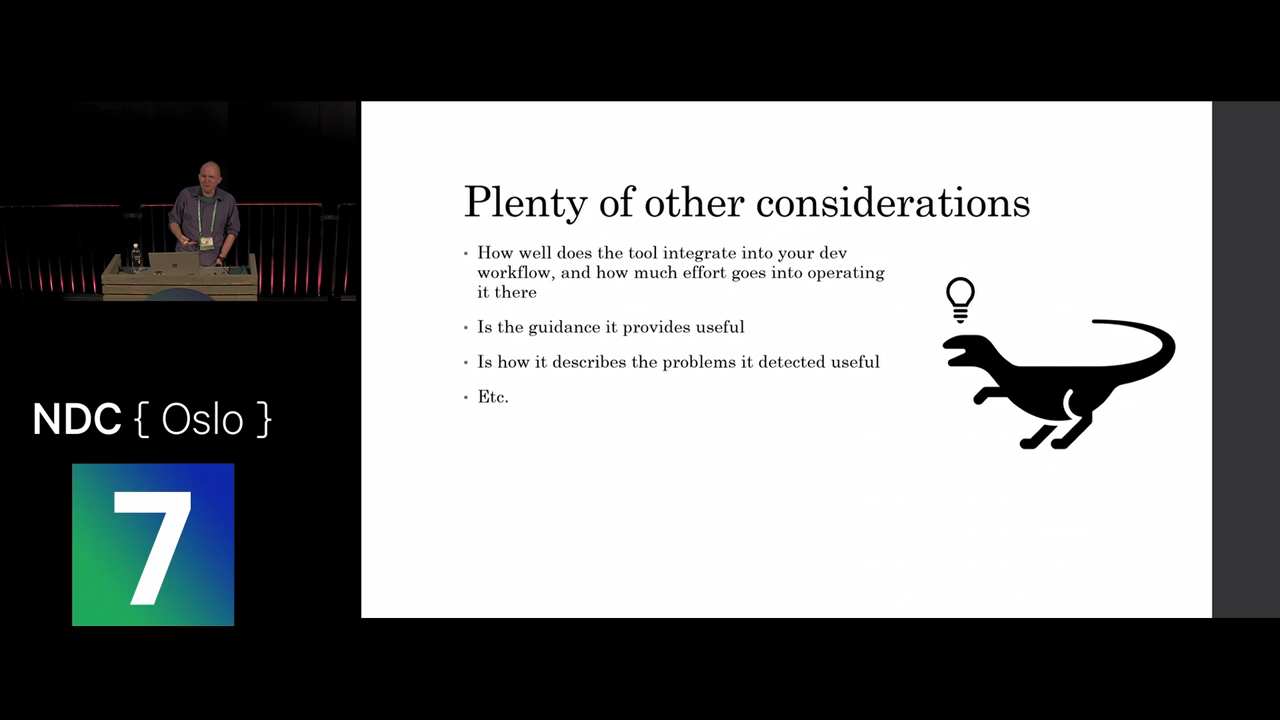 Plenty of other considerations
• How well does the tool integrate into your dev
workflow, and how much effort goes into operating
it there
• Is the guidance it provides useful
• Is how it describes the problems it detected useful
• Etc.
NDC { Oslo }
7